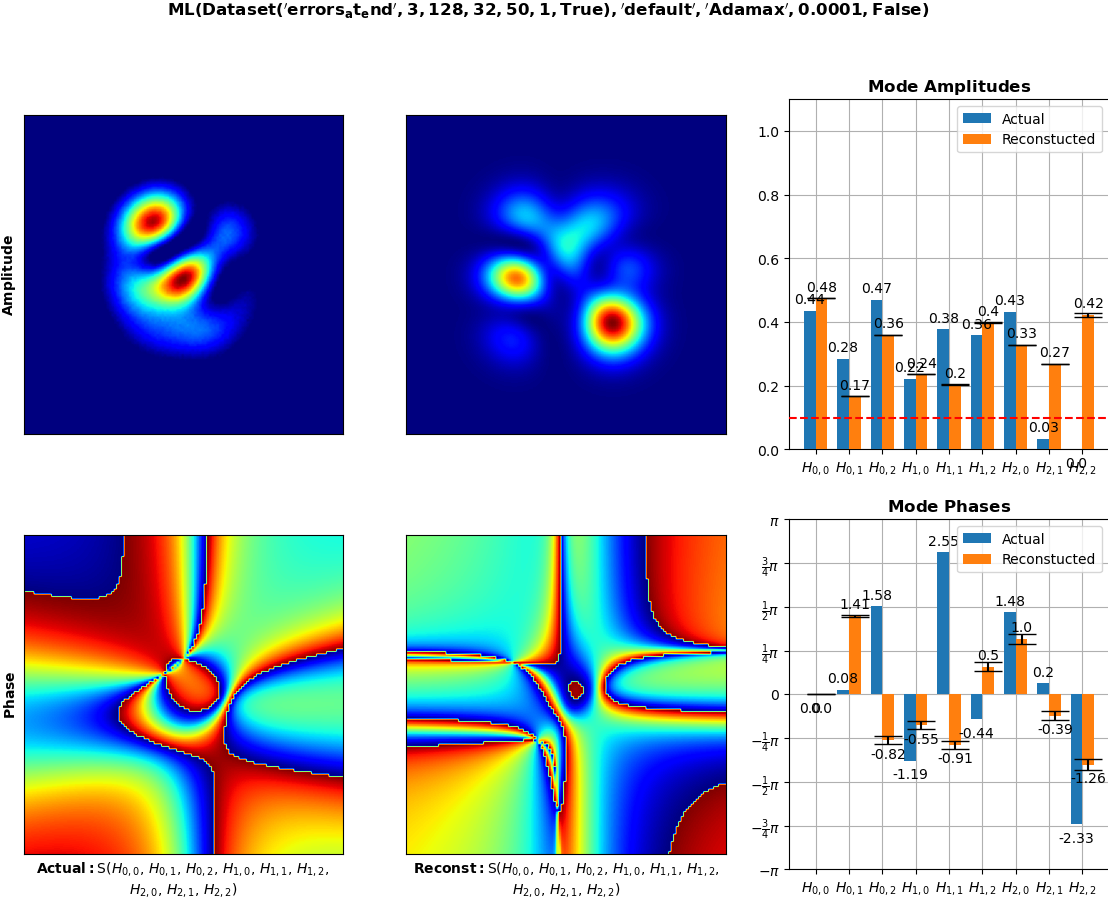 ML(Dataset('errors_at_end', 3, 128, 32, 50, 1, True), 'default', 'Adamax', 0.0001, False)
Amplitude
Mode Amplitudes
Actual
Reconstucted
1.0
0.8
0.6
0.4
0.2
0.0
0.44 0.48
0.28 0.17
0.47 0.36
0.22 0.24
0.38 0.2
0.36 0.4
0.43 0.33
0.03 0.27
0.0 0.42
H0,0 H0,1 H0,2 H1,0 H1,1 H1,2 H2,0 H2,1 H2,2
Phase
Actual: S(H0,0, H0,1, H0,2, H1,0, H1,1, H1,2,
H2,0, H2,1, H2,2)
Reconst: S(H0,0, H0,1, H0,2, H1,0, H1,1, H1,2,
H2,0, H2,1, H2,2)
Mode Phases
Actual
Reconstucted
π
3/4π
1/2π
1/4π
0
−1/4π
−1/2π
−3/4π
−π
0.0 0.0
0.08 1.41
1.58 -0.82
-1.19 -0.55
2.55 -0.91
-0.44 0.5
1.48 1.0
0.2 -0.39
-2.33 -1.26
H0,0 H0,1 H0,2 H1,0 H1,1 H1,2 H2,0 H2,1 H2,2